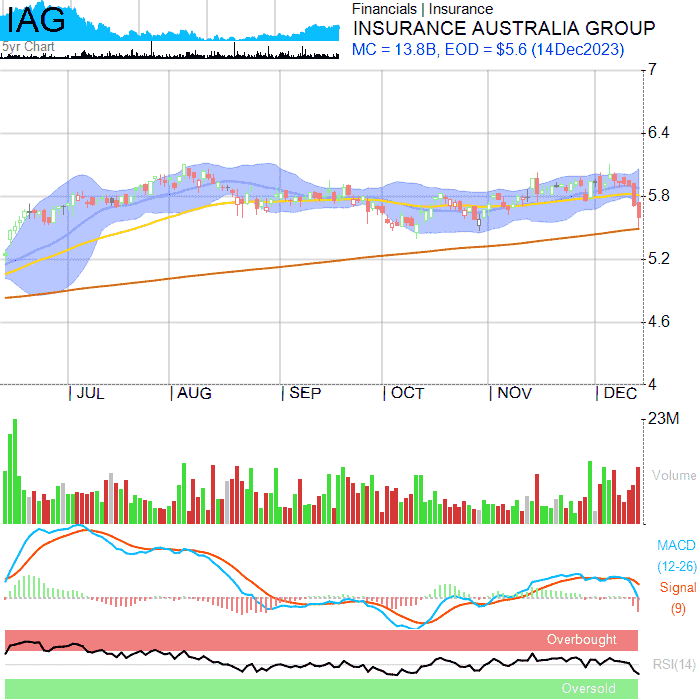 IAG
5yr Chart
Financials | Insurance
INSURANCE AUSTRALIA GROUP
MC = 13.8B, EOD = $5.6 (14Dec2023)
7
6.4
5.8
5.2
4.6
4
| JUL | AUG | SEP | OCT | NOV | DEC
23M
Volume
MACD
(12-26)
Signal
(9)
Overbought
RSI(14)
Oversold